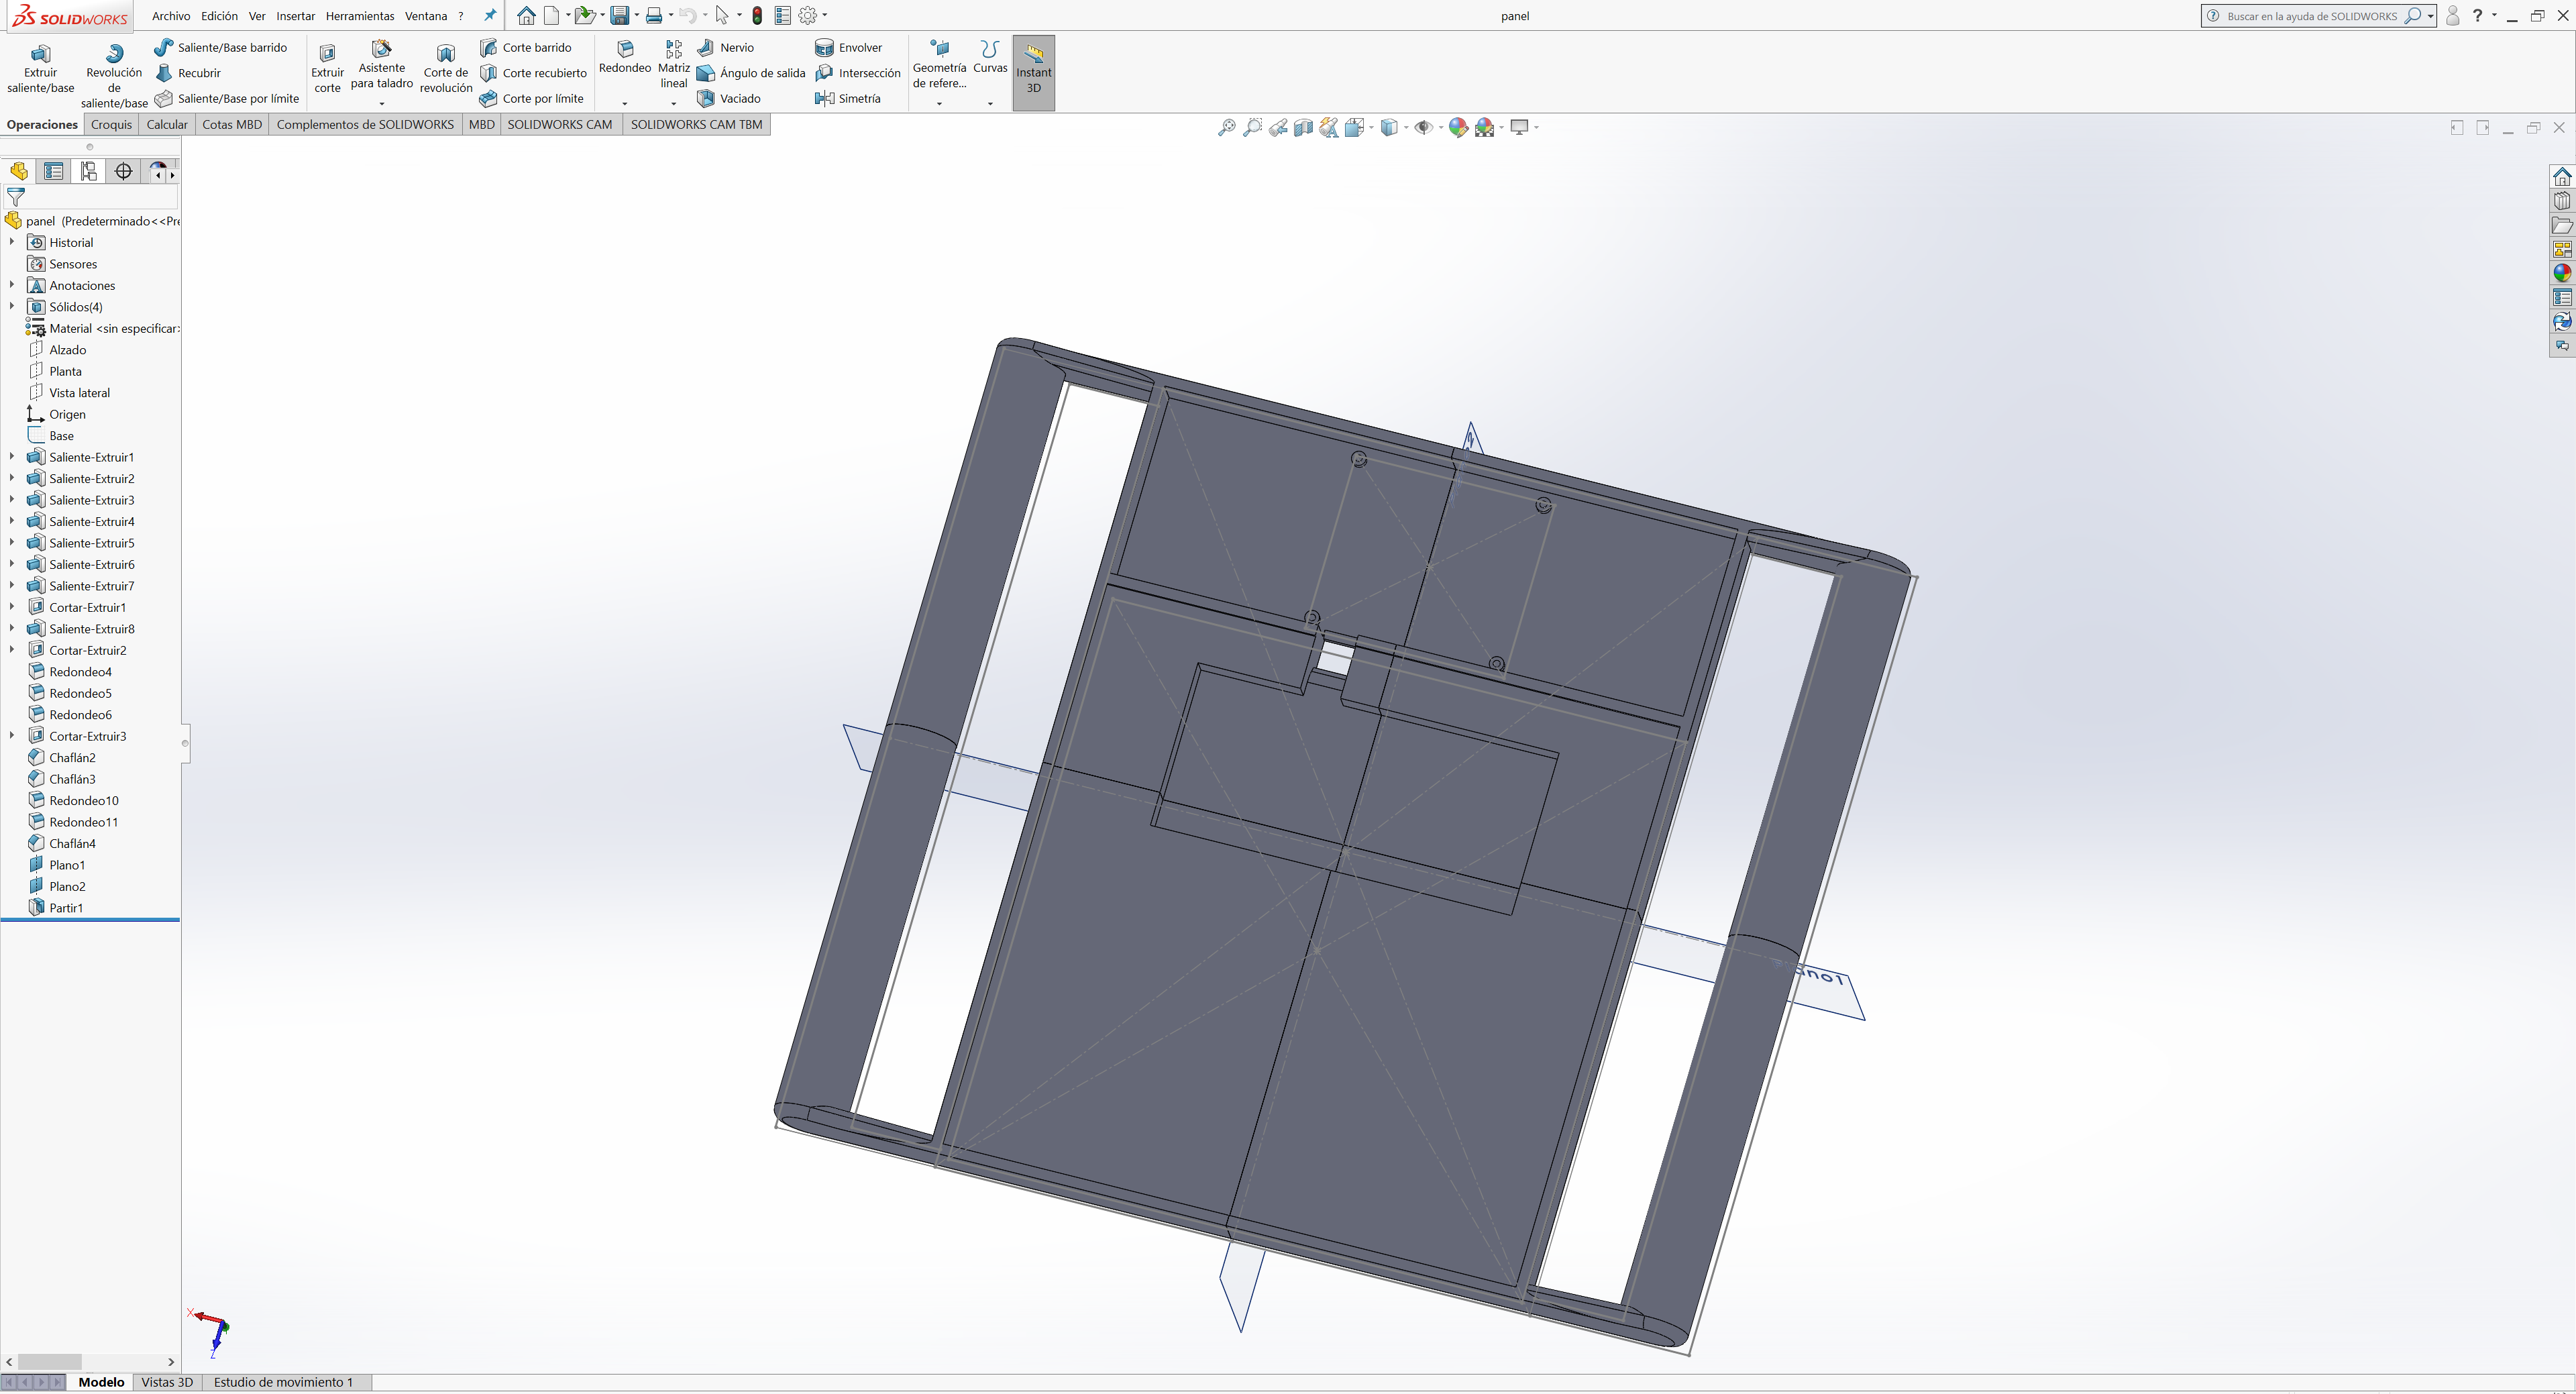 SOLIDWORKS
Archivo Edición Ver Insertar Herramientas Ventana ?
panel
Buscar en la ayuda de SOLIDWORKS
?
Extruir saliente/base
Revolución de saliente/base
Saliente/Base barrido
Recubrir
Saliente/Base por límite
Extruir corte
Asistente para taladro
Corte de revolución
Corte barrido
Corte recubierto
Corte por límite
Redondeo
Matriz lineal
Nervio
Ángulo de salida
Vaciado
Envolver
Intersección
Simetría
Geometría de refere...
Curvas
Instant 3D
Operaciones Croquis Calcular Cotas MBD Complementos de SOLIDWORKS MBD SOLIDWORKS CAM SOLIDWORKS CAM TBM
panel (Predeterminado<<Pre
Historial
Sensores
Anotaciones
Sólidos(4)
Material <sin especificar>
Alzado
Planta
Vista lateral
Origen
Base
Saliente-Extruir1
Saliente-Extruir2
Saliente-Extruir3
Saliente-Extruir4
Saliente-Extruir5
Saliente-Extruir6
Saliente-Extruir7
Cortar-Extruir1
Saliente-Extruir8
Cortar-Extruir2
Redondeo4
Redondeo5
Redondeo6
Cortar-Extruir3
Chaflán2
Chaflán3
Redondeo10
Redondeo11
Chaflán4
Plano1
Plano2
Partir1
X
Z
Modelo Vistas 3D Estudio de movimiento 1